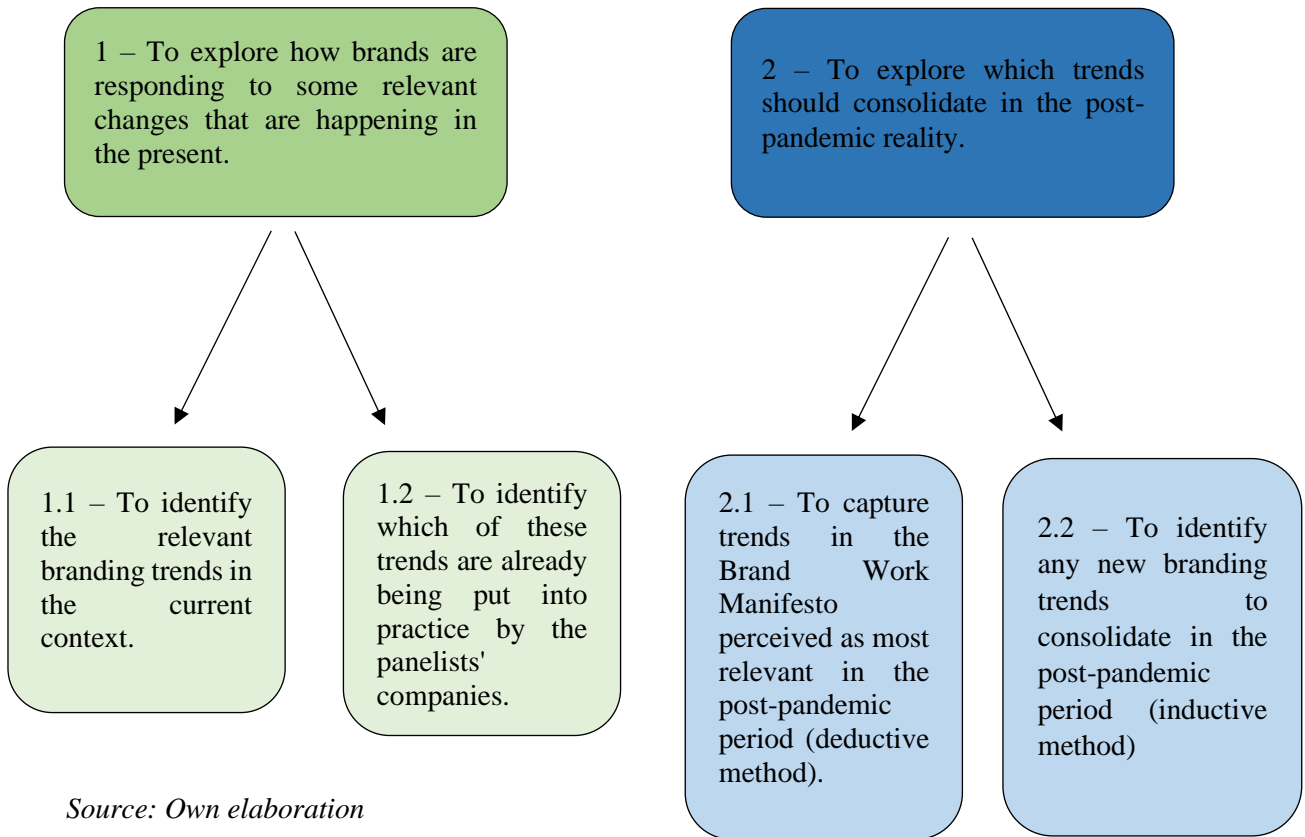 1 – To explore how brands are
responding to some relevant
changes that are happening in
the present.
2 – To explore which trends
should consolidate in the post-
pandemic reality.
1.1 – To identify
the relevant
branding trends in
the current
context.
1.2 – To identify
which of these
trends are already
being put into
practice by the
panelists'
companies.
2.1 – To capture
trends in the
Brand Work
Manifesto
perceived as most
relevant in the
post-pandemic
period (deductive
method).
2.2 – To identify
any new branding
trends to
consolidate in the
post-pandemic
period (inductive
method)
Source: Own elaboration